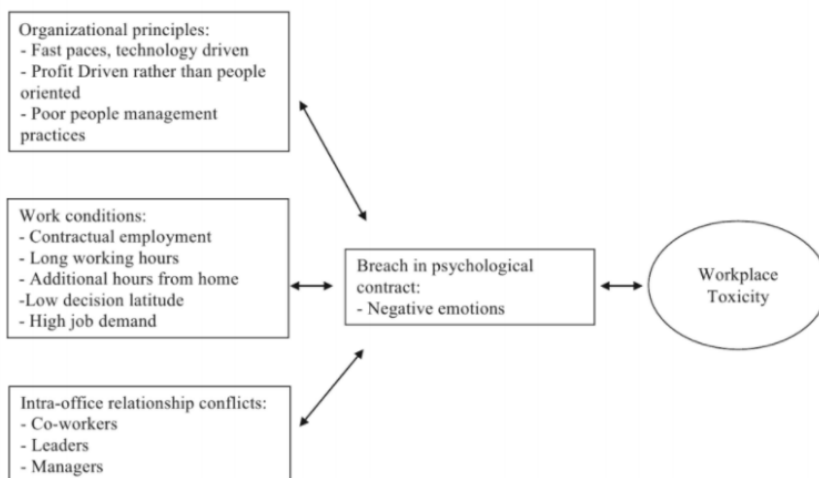 Organizational principles:
- Fast paces, technology driven
- Profit Driven rather than people
oriented
- Poor people management
practices
Work conditions:
- Contractual employment
- Long working hours
- Additional hours from home
-Low decision latitude
- High job demand
Intra-office relationship conflicts:
- Co-workers
- Leaders
- Managers
Breach in psychological
contract:
- Negative emotions
Workplace
Toxicity